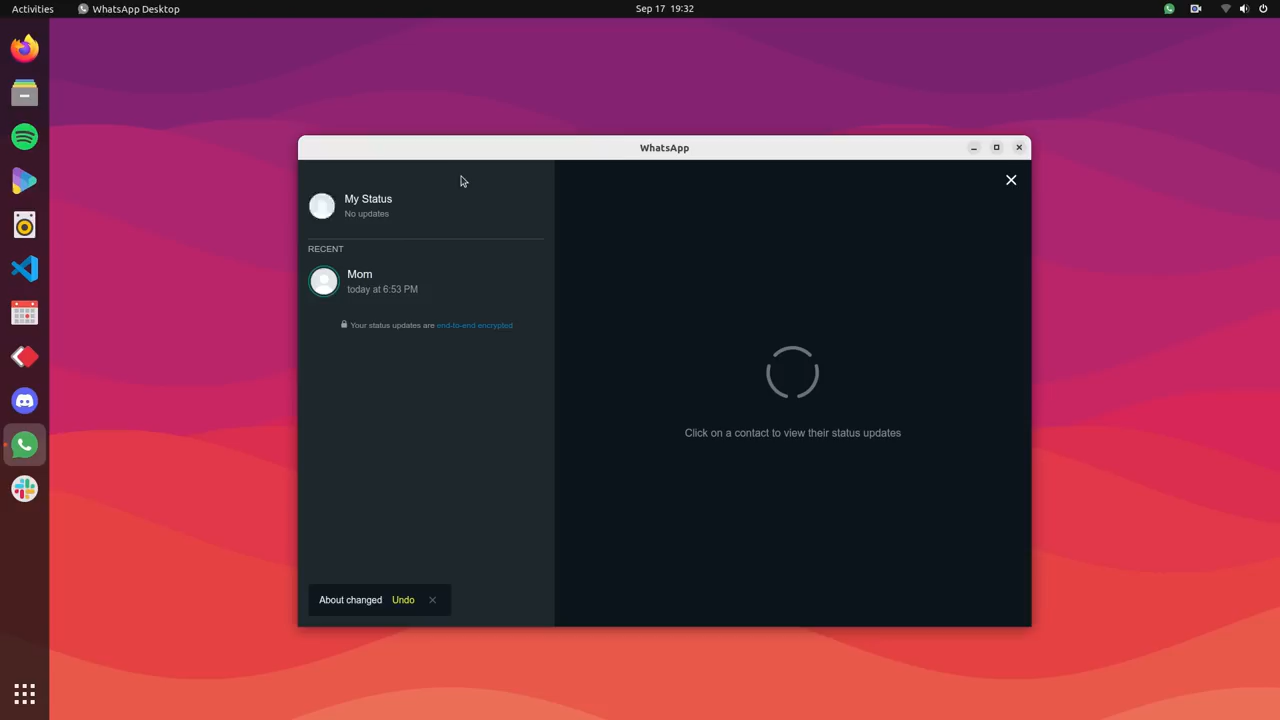 Activities
WhatsApp Desktop
Sep 17 19:32
WhatsApp
My Status
No updates
RECENT
Mom
today at 6:53 PM
Your status updates are end-to-end encrypted
Click on a contact to view their status updates
About changed Undo